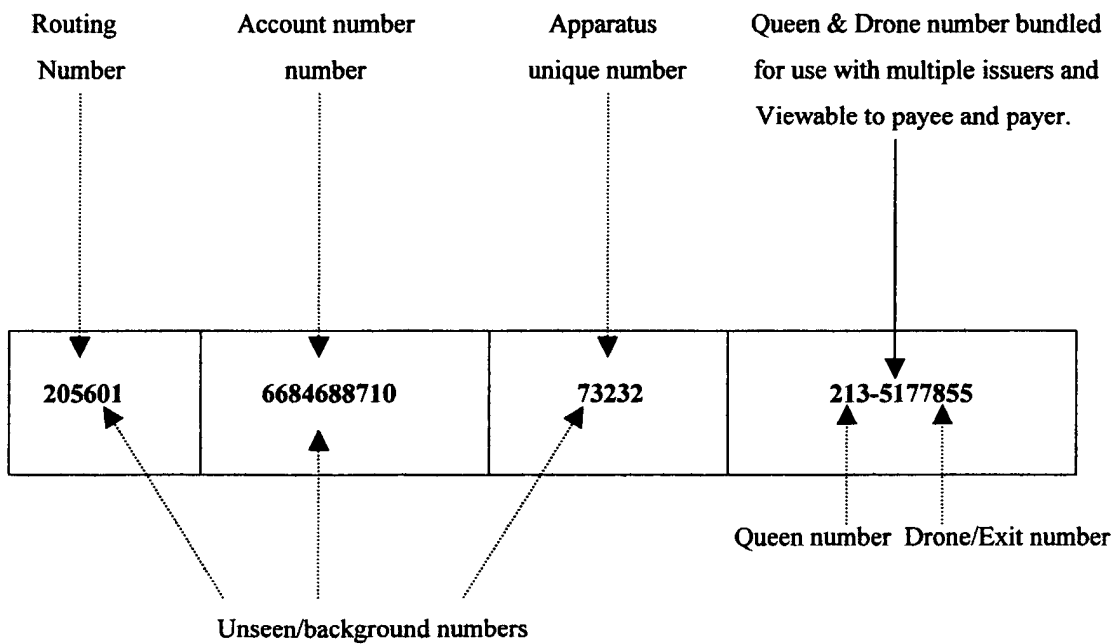 Routing
Number
Account number
number
Apparatus
unique number
Queen & Drone number bundled
for use with multiple issuers and
Viewable to payee and payer.
205601
6684688710
73232
213-5177855
Queen number
Drone/Exit number
Unseen/background numbers